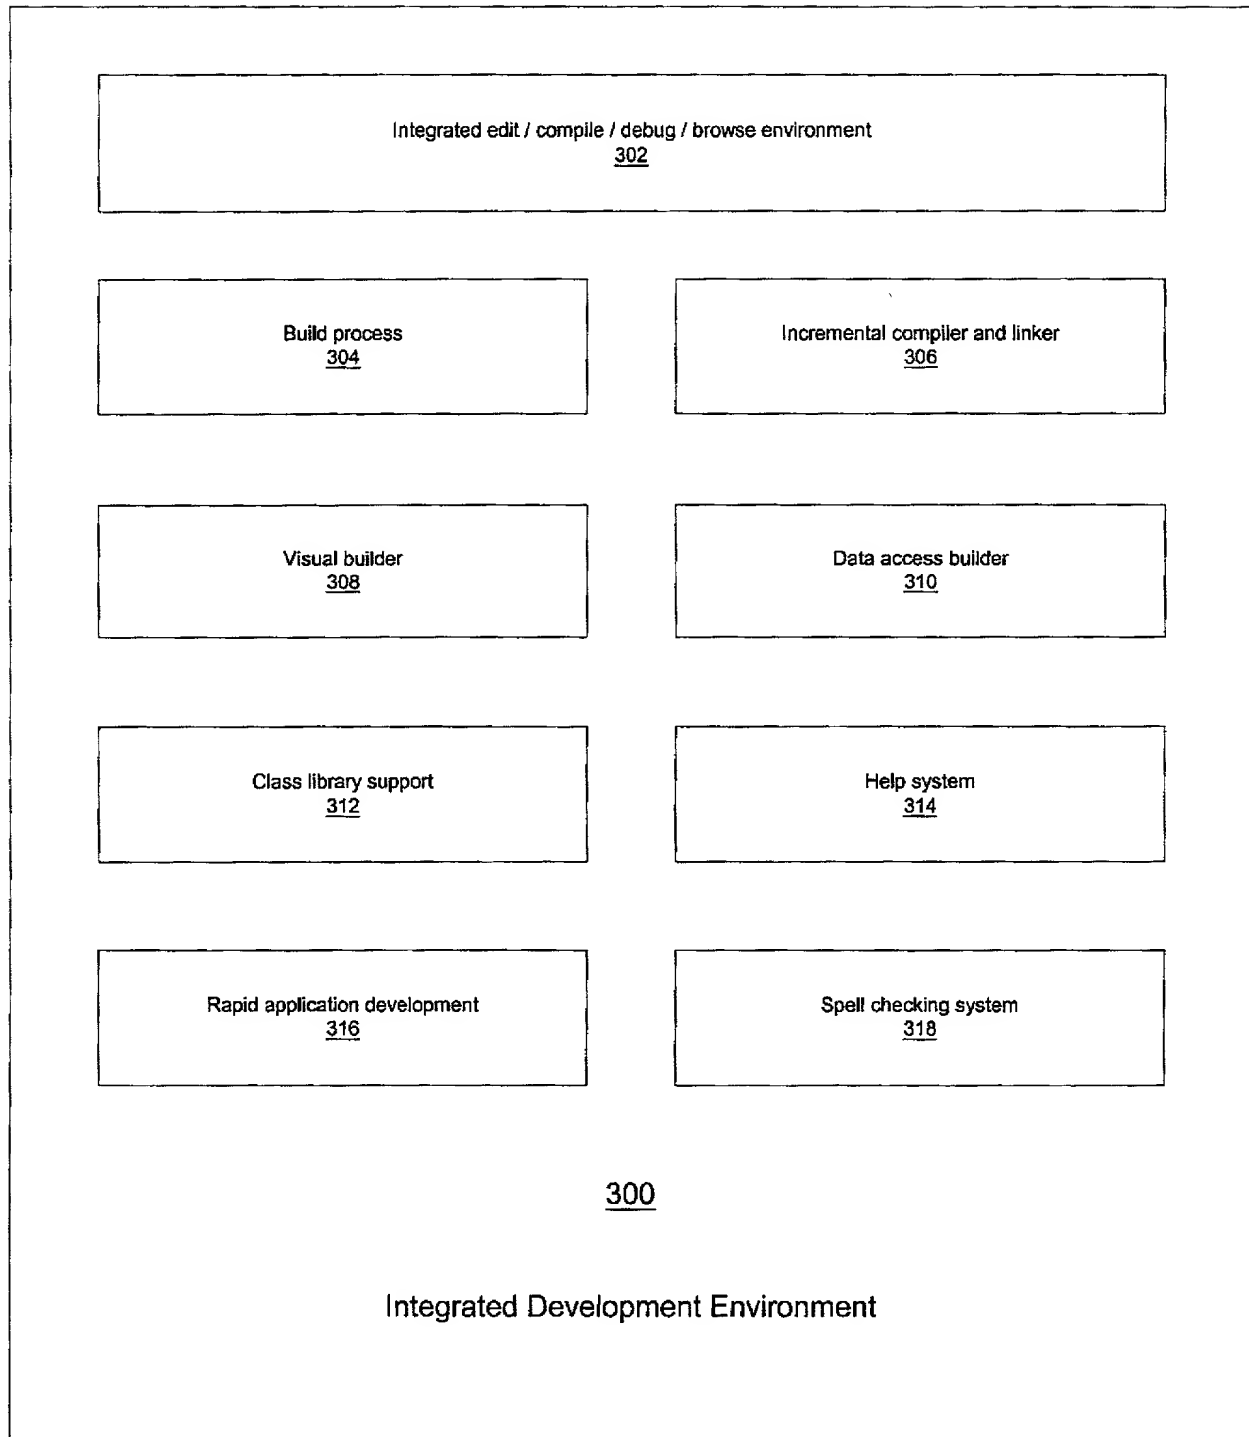 Integrated edit / compile / debug / browse environment
302
Build process
304
Incremental compiler and linker
306
Visual builder
308
Data access builder
310
Class library support
312
Help system
314
Rapid application development
316
Spell checking system
318
300
Integrated Development Environment